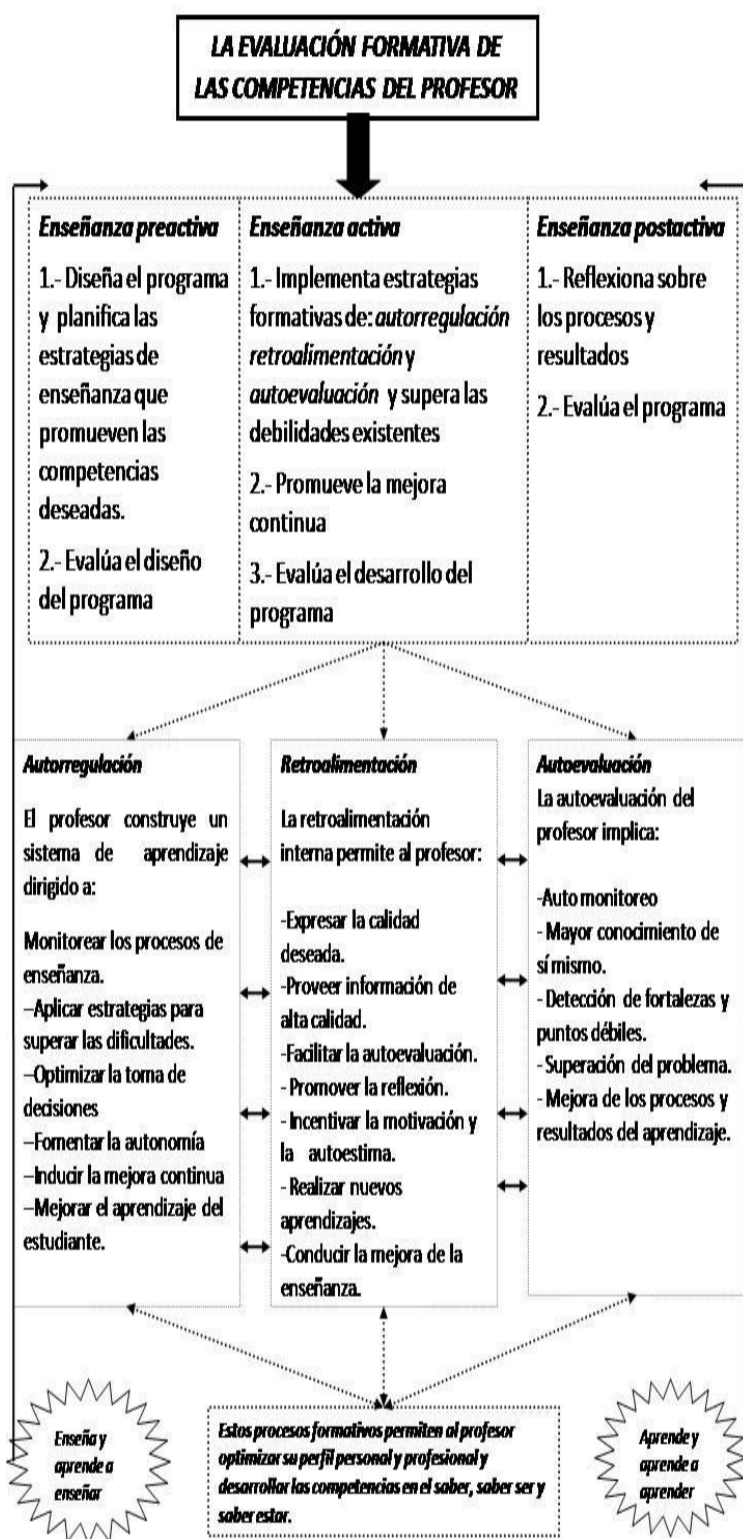 LA EVALUACIÓN FORMATIVA DE
LAS COMPETENCIAS DEL PROFESOR
Enseñanza preactiva
1.- Diseña el programa
y planifica las
estrategias de
enseñanza que
promueven las
competencias
deseadas.
2.- Evalúa el diseño
del programa
Enseñanza activa
1.- Implementa estrategias
formativas de: autorregulación
retroalimentación y
autoevaluación y supera las
debilidades existentes
2.- Promueve la mejora
continua
3.- Evalúa el desarrollo del
programa
Enseñanza postactiva
1.- Reflexiona sobre
los procesos y
resultados
2.- Evalúa el programa
Autorregulación
El profesor construye un
sistema de aprendizaje
dirigido a:
Monitorear los procesos de
enseñanza.
–Aplicar estrategias para
superar las dificultades.
–Optimizar la toma de
decisiones
–Fomentar la autonomía
–Inducir la mejora continua
–Mejorar el aprendizaje del
estudiante.
Retroalimentación
La retroalimentación
interna permite al profesor:
-Expresar la calidad
deseada.
-Proveer información de
alta calidad.
-Facilitar la autoevaluación.
- Promover la reflexión.
- Incentivar la motivación y
la autoestima.
- Realizar nuevos
aprendizajes.
-Conducir la mejora de la
enseñanza.
Autoevaluación
La autoevaluación del
profesor implica:
-Auto monitoreo
- Mayor conocimiento de
sí mismo.
- Detección de fortalezas y
puntos débiles.
- Superación del problema.
- Mejora de los procesos y
resultados del aprendizaje.
Enseña y
aprende a
enseñar
Estos procesos formativos permiten al profesor
optimizar su perfil personal y profesional y
desarrollar las competencias en el saber, saber ser y
saber estar.
Aprende y
aprende a
aprender